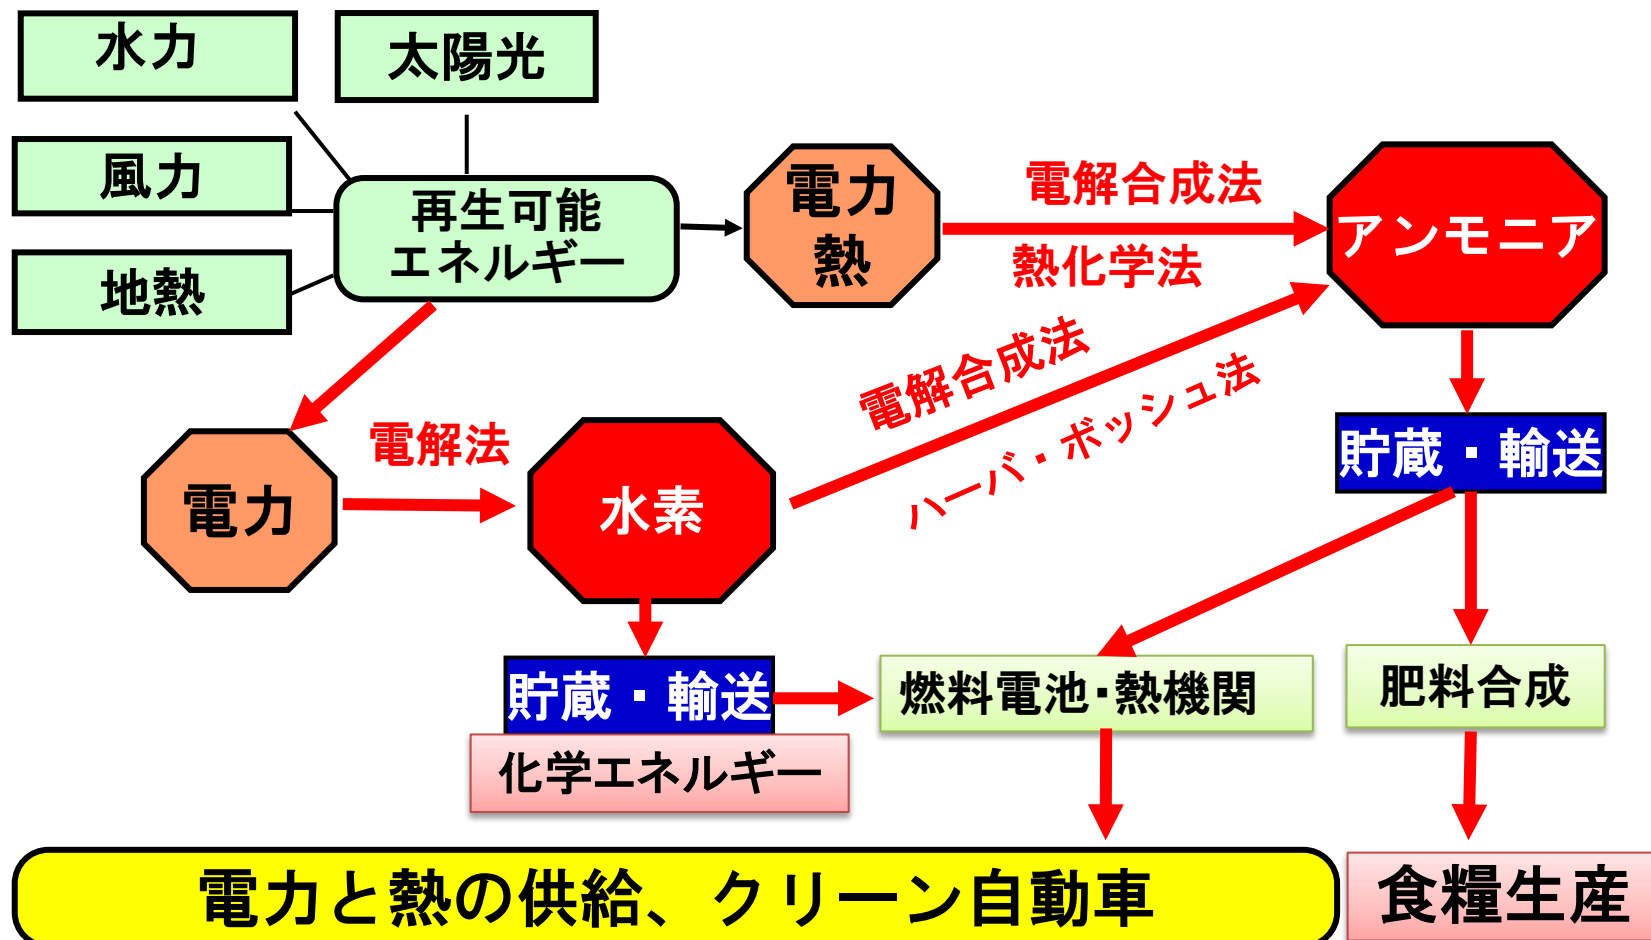 水力
太陽光
風力
地熱
再生可能
エネルギー
電力
熱
電解合成法
熱化学法
アンモニア
電解合成法
ハーバ・ボッシュ法
電力
電解法
水素
貯蔵・輸送
貯蔵・輸送
化学エネルギー
燃料電池・熱機関
肥料合成
電力と熱の供給、クリーン自動車
食糧生産